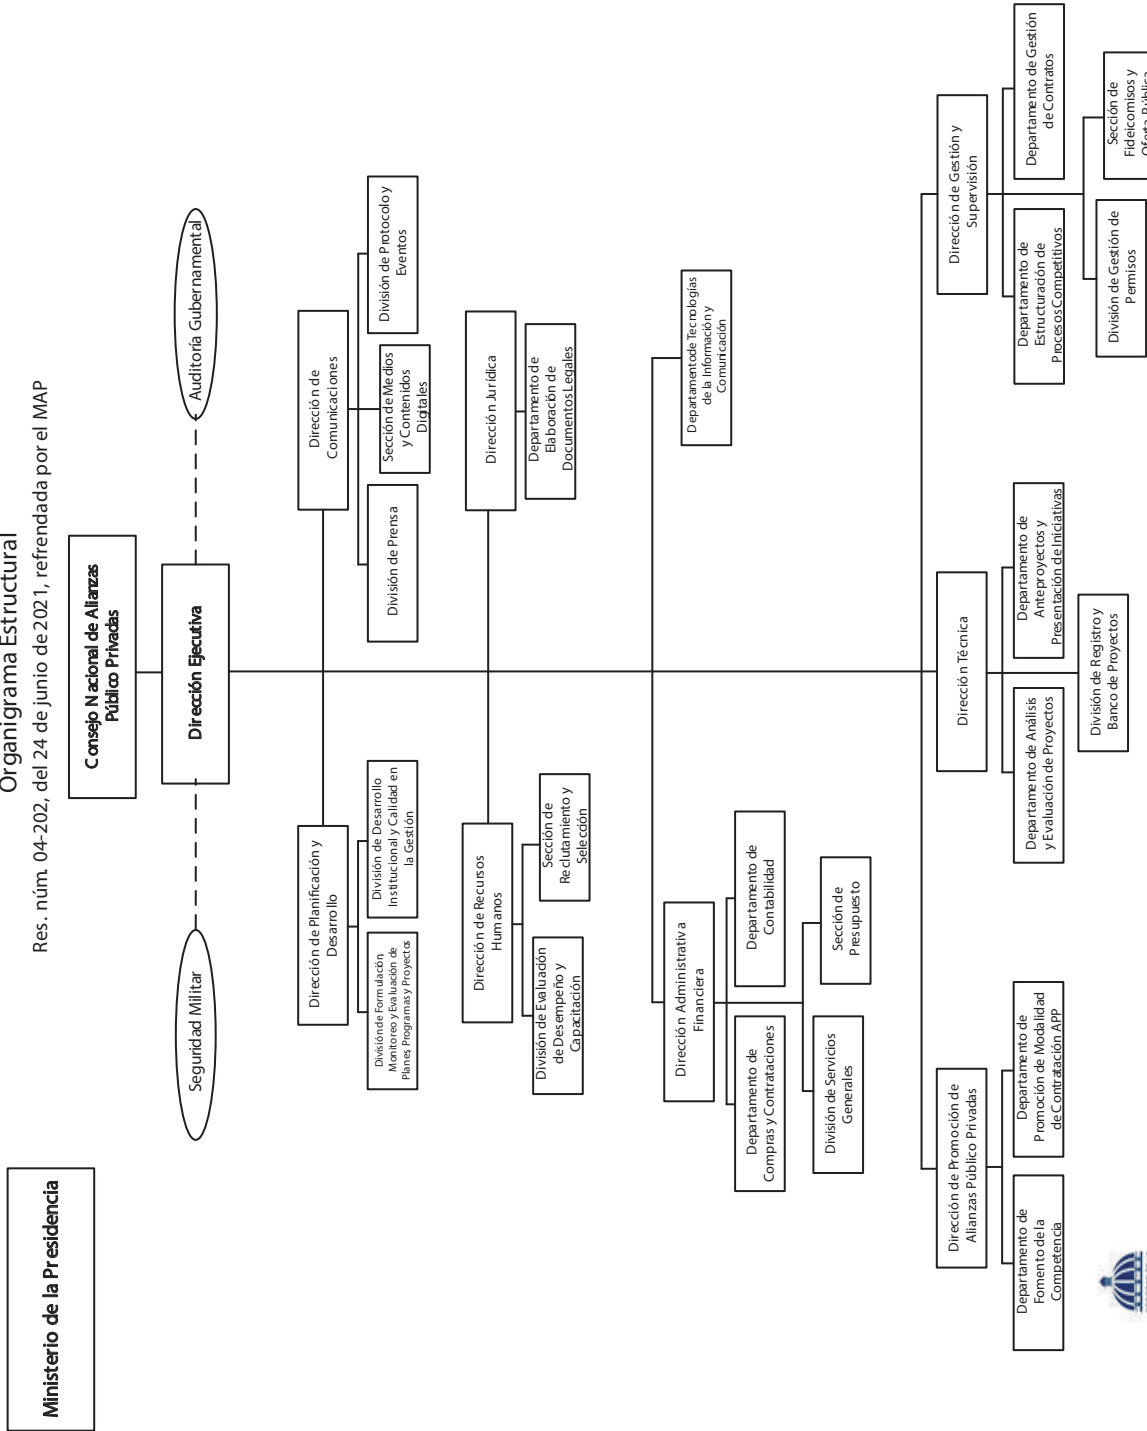 Organigrama Estructural
Res. núm. 04-202, del 24 de junio de 2021, refrendada por el MAP
Ministerio de la Presidencia
Consejo Nacional de Alianzas
Público Privadas
Dirección Ejecutiva
Seguridad Militar
Auditoría Gubernamental
Dirección de Planificación y
Desarrollo
División de Formulación,
Monitoreo y Evaluación de
Planes, Programas y Proyectos
División de Desarrollo
Institucional y Calidad en
la Gestión
Dirección de
Comunicaciones
División de Prensa
Sección de Medios
y Contenidos
Digitales
División de Protocolo y
Eventos
Dirección de Recursos
Humanos
División de Evaluación
de Desempeño y
Capacitación
Sección de
Reclutamiento y
Selección
Dirección Jurídica
Departamento de
Elaboración de
Documentos Legales
Dirección Administrativa
Financiera
Departamento de
Compras y Contrataciones
Departamento de
Contabilidad
División de Servicios
Generales
Sección de
Presupuesto
Departamento de Tecnologías
de la Información y
Comunicación
Dirección de Promoción de
Alianzas Público Privadas
Departamento de
Fomento de la
Competencia
Departamento de
Promoción de Modalidad
de Contratación APP
Dirección Técnica
Departamento de Análisis
y Evaluación de Proyectos
Departamento de
Anteproyectos y
Presentación de Iniciativas
División de Registro y
Banco de Proyectos
Dirección de Gestión y
Supervisión
Departamento de
Estructuración de
Procesos Competitivos
Departamento de Gestión
de Contratos
División de Gestión de
Permisos
Sección de
Fideicomisos y
Oferta Pública